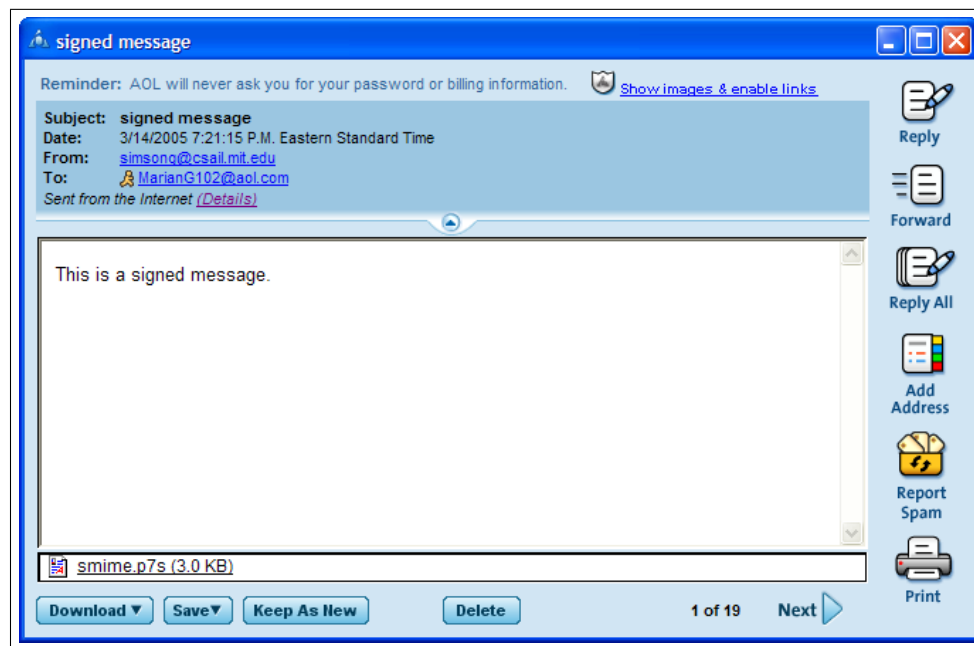 signed message
Reminder: AOL will never ask you for your password or billing information. Show images & enable links
Subject: signed message
Date: 3/14/2005 7:21:15 P.M. Eastern Standard Time
From: simsong@csail.mit.edu
To: MarianG102@aol.com
Sent from the Internet (Details)
This is a signed message.
smime.p7s (3.0 KB)
Download Save Keep As New Delete 1 of 19 Next
Reply
Forward
Reply All
Add
Address
Report
Spam
Print